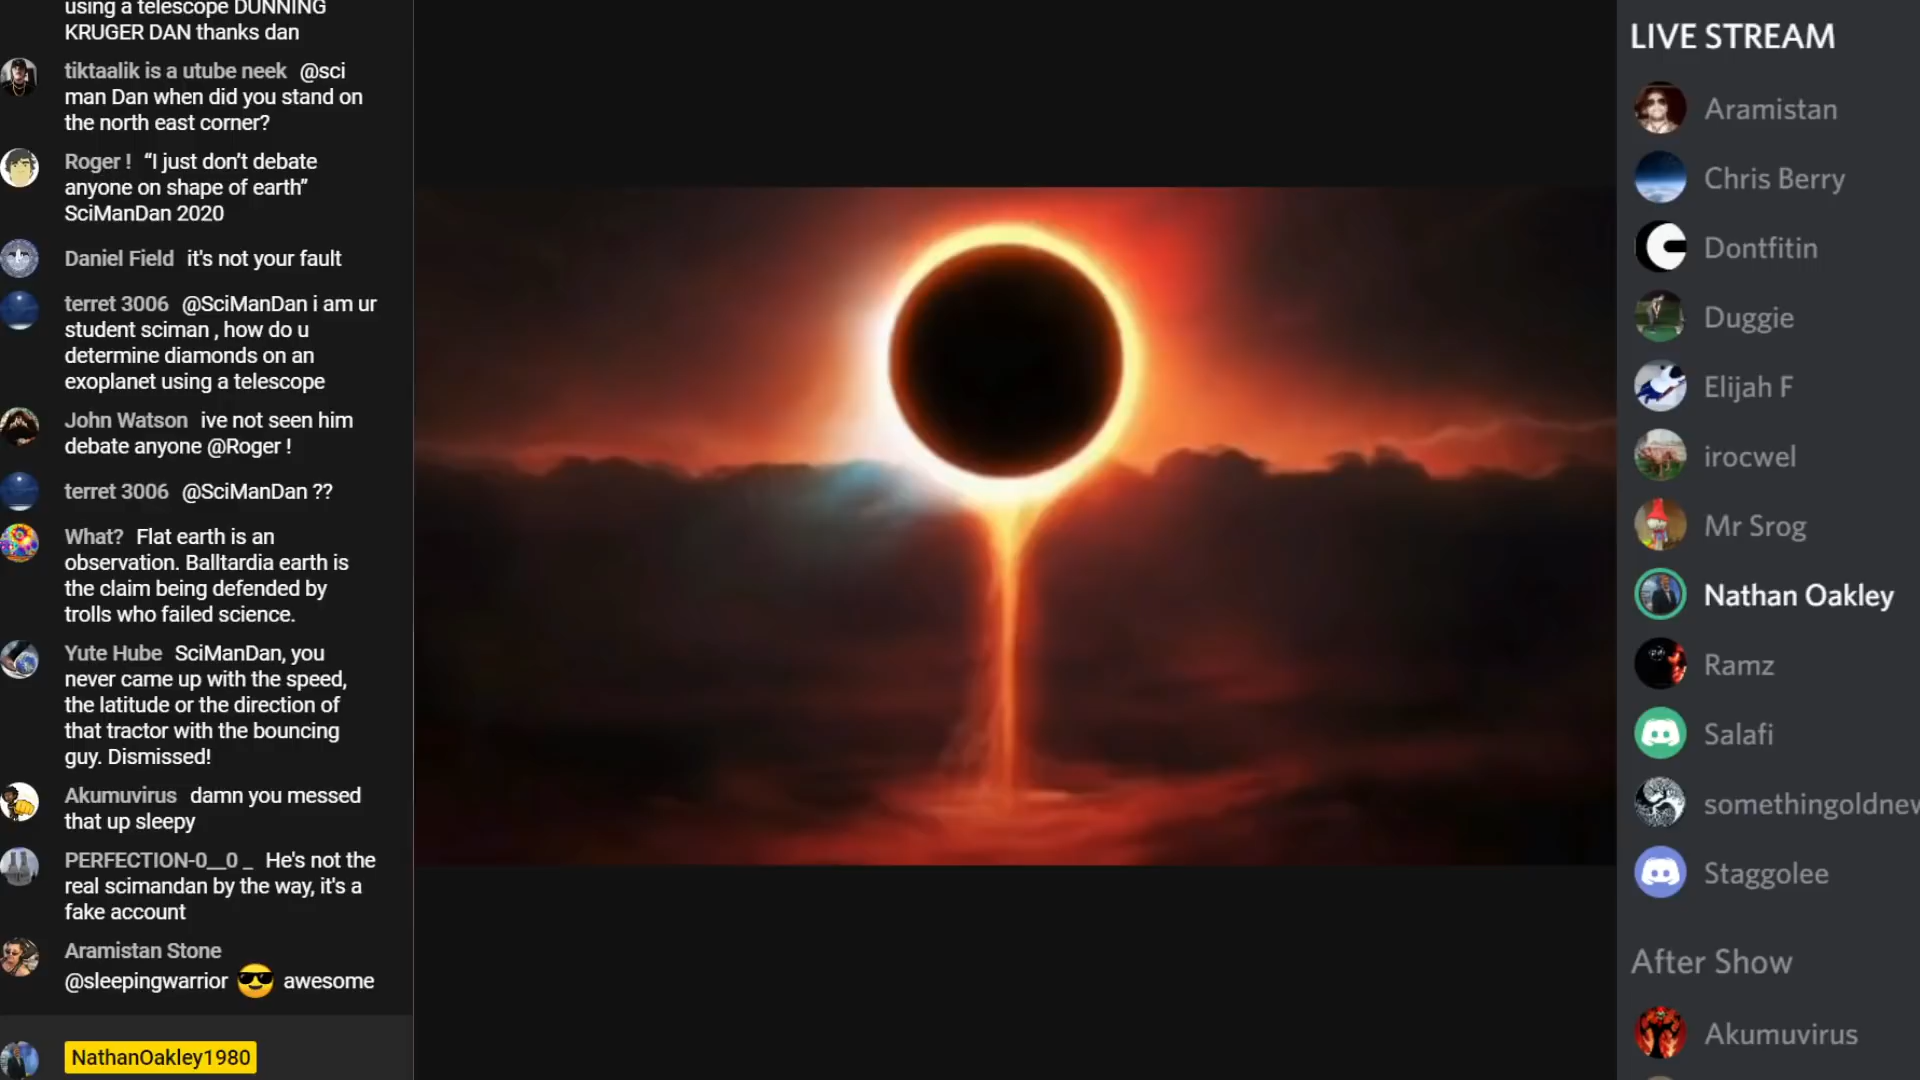 using a telescope DUNNING
KRUGER DAN thanks dan
tiktaalik is a utube neek @sci
man Dan when did you stand on
the north east corner?
Roger ! “I just don’t debate
anyone on shape of earth”
SciManDan 2020
Daniel Field it's not your fault
terret 3006 @SciManDan i am ur
student sciman , how do u
determine diamonds on an
exoplanet using a telescope
John Watson ive not seen him
debate anyone @Roger !
terret 3006 @SciManDan ??
What? Flat earth is an
observation. Balltardia earth is
the claim being defended by
trolls who failed science.
Yute Hube SciManDan, you
never came up with the speed,
the latitude or the direction of
that tractor with the bouncing
guy. Dismissed!
Akumuvirus damn you messed
that up sleepy
PERFECTION-0__0 _ He's not the
real scimandan by the way, it's a
fake account
Aramistan Stone
@sleepingwarrior 😎 awesome
NathanOakley1980
LIVE STREAM
Aramistan
Chris Berry
Dontfitin
Duggie
Elijah F
irocwel
Mr Srog
Nathan Oakley
Ramz
Salafi
somethingoldnew
Staggolee
After Show
Akumuvirus